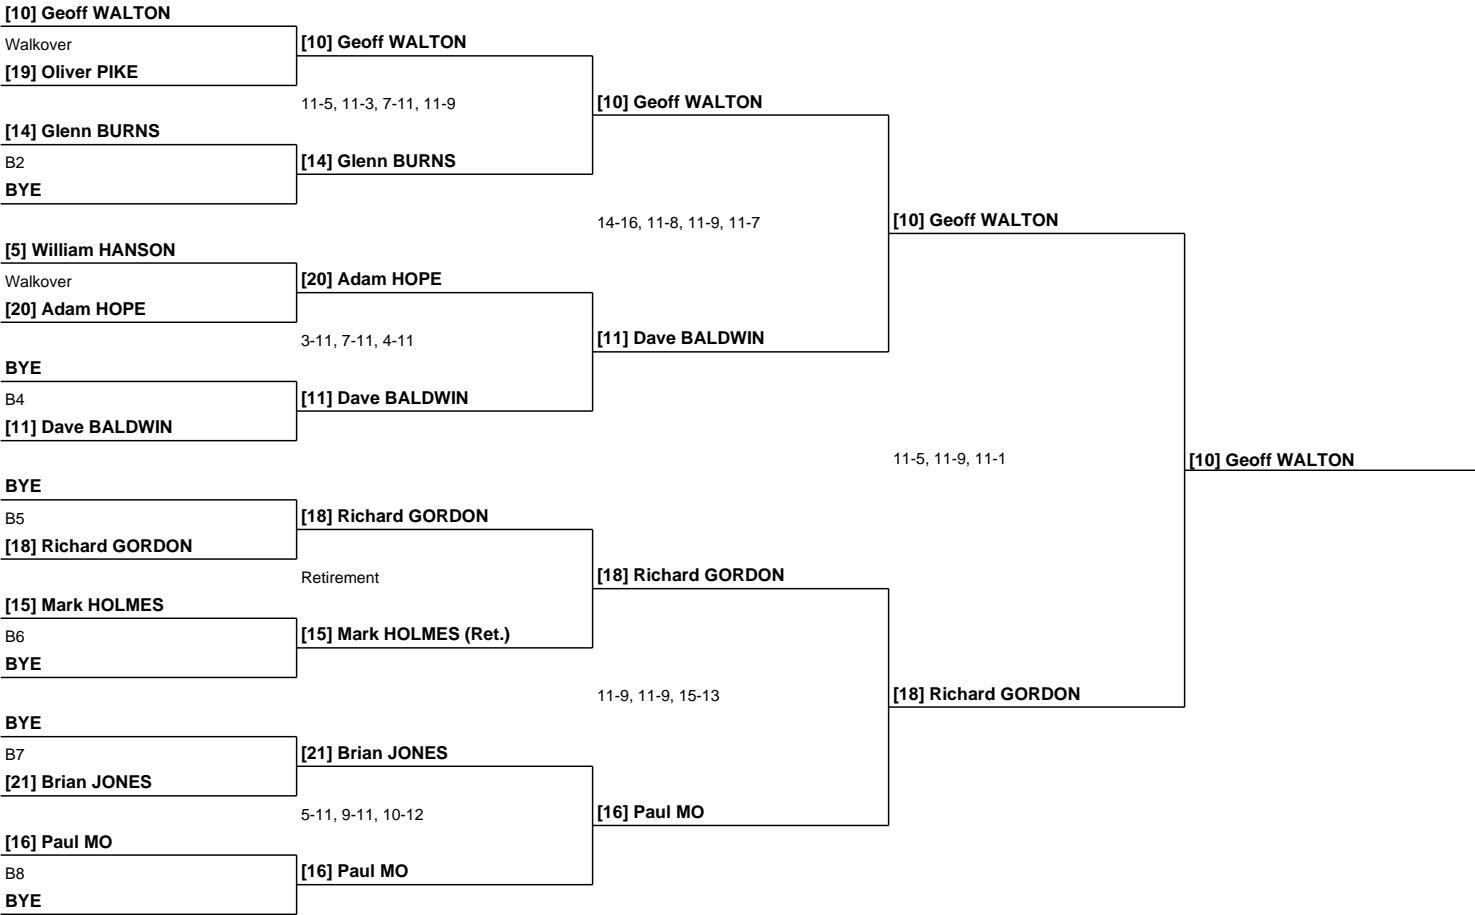 [10] Geoff WALTON
Walkover
[19] Oliver PIKE
[14] Glenn BURNS
B2
BYE
[5] William HANSON
Walkover
[20] Adam HOPE
BYE
B4
[11] Dave BALDWIN
BYE
B5
[18] Richard GORDON
[15] Mark HOLMES
B6
BYE
BYE
B7
[21] Brian JONES
[16] Paul MO
B8
BYE
[10] Geoff WALTON
11-5, 11-3, 7-11, 11-9
[14] Glenn BURNS
[20] Adam HOPE
3-11, 7-11, 4-11
[11] Dave BALDWIN
[18] Richard GORDON
Retirement
[15] Mark HOLMES (Ret.)
[21] Brian JONES
5-11, 9-11, 10-12
[16] Paul MO
[10] Geoff WALTON
14-16, 11-8, 11-9, 11-7
[11] Dave BALDWIN
[18] Richard GORDON
11-9, 11-9, 15-13
[16] Paul MO
[10] Geoff WALTON
11-5, 11-9, 11-1
[18] Richard GORDON
[10] Geoff WALTON